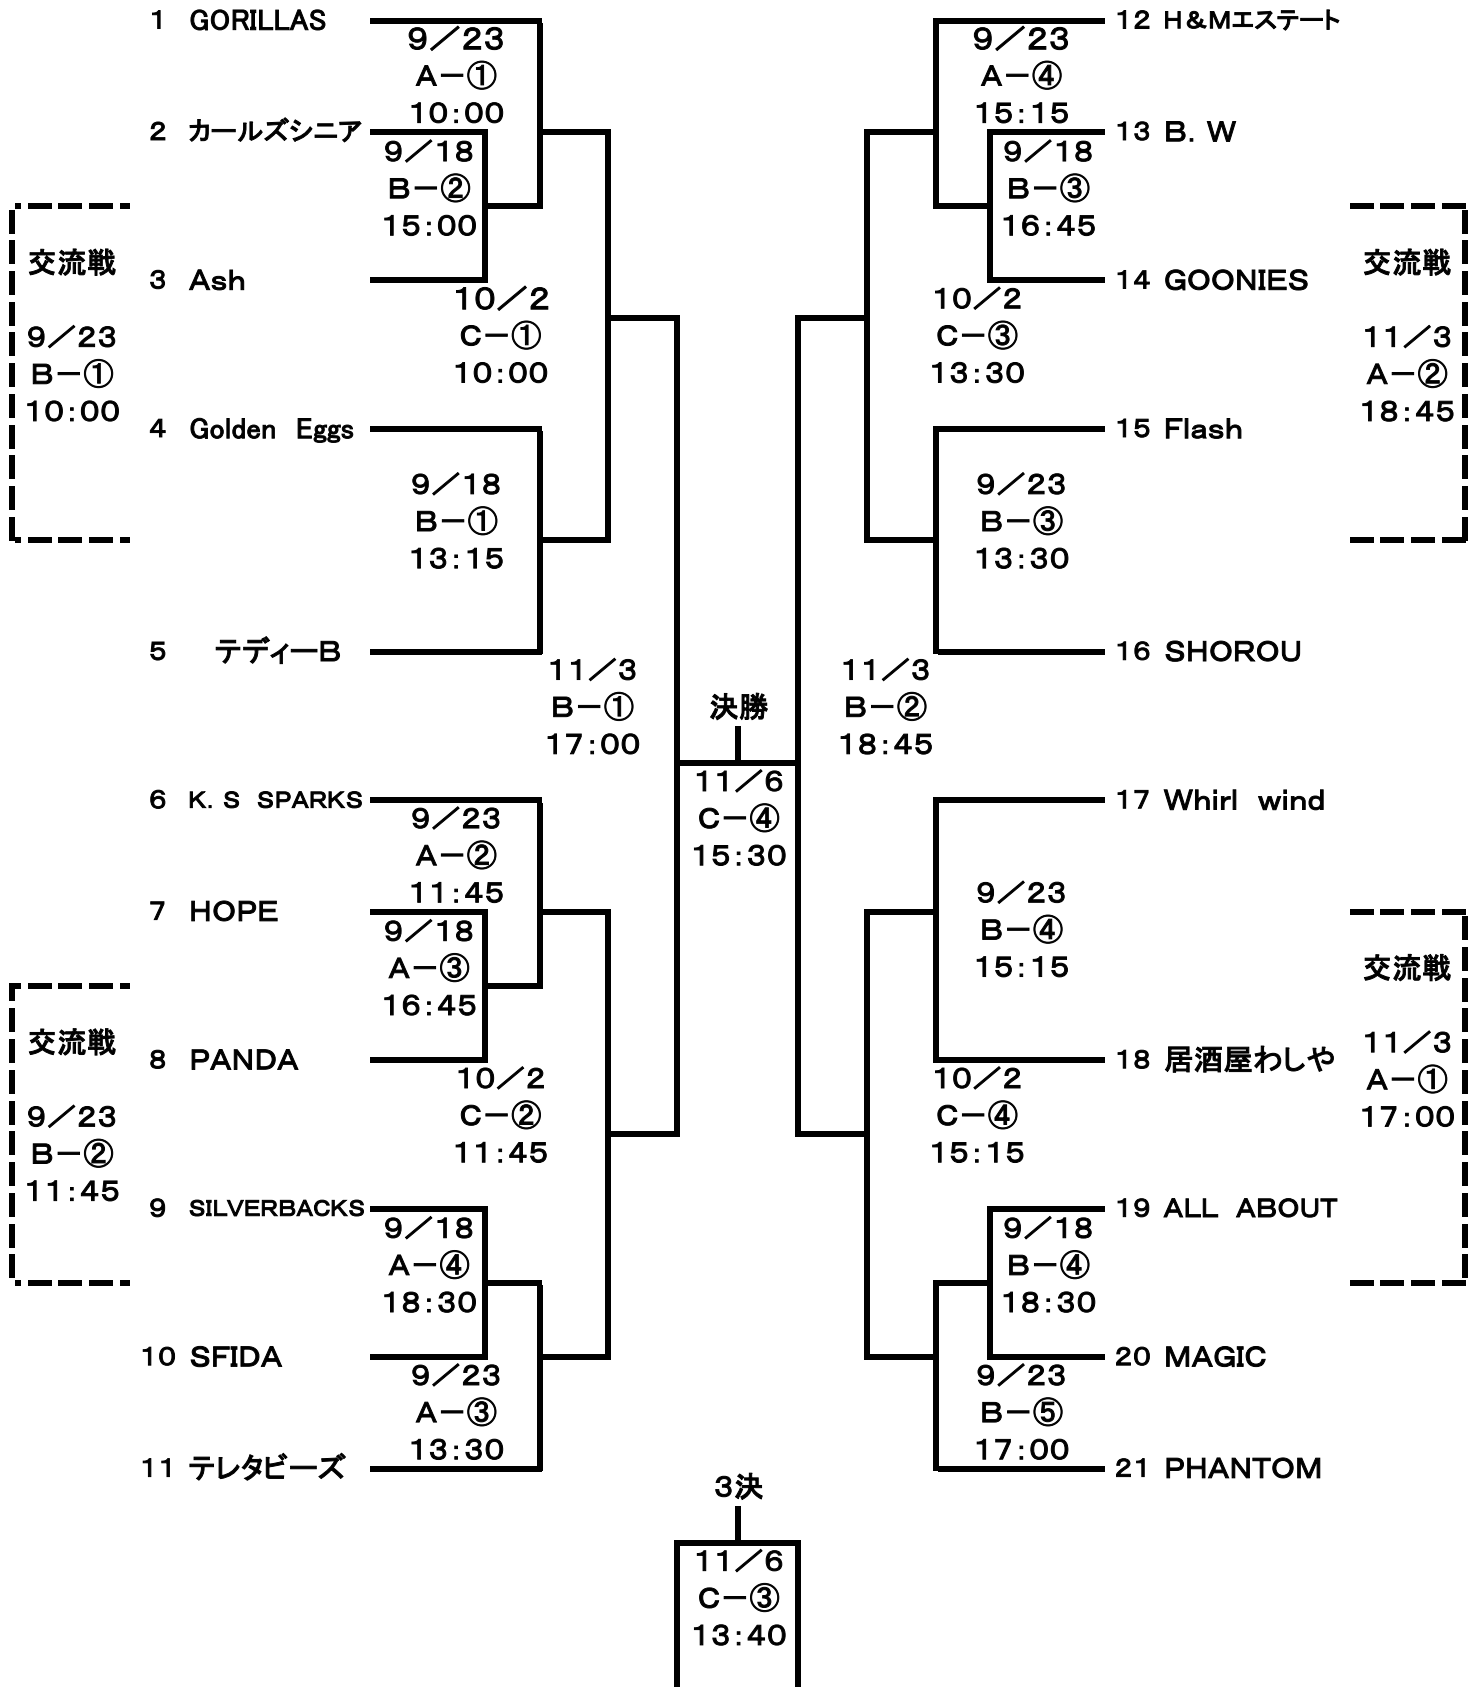 1 GORILLAS
9／23
A－①
10：00
2 カールズシニア
9／18
B－②
15：00
3 Ash
10／2
C－①
10：00
交流戦
9／23
B－①
10：00
4 Golden Eggs
9／18
B－①
13：15
5 テディーB
11／3
B－①
17：00
6 K. S SPARKS
9／23
A－②
11：45
7 HOPE
9／18
A－③
16：45
8 PANDA
10／2
C－②
11：45
交流戦
9／23
B－②
11：45
9 SILVERBACKS
9／18
A－④
18：30
10 SFIDA
9／23
A－③
13：30
11 テレタビーズ
決勝
11／6
C－④
15：30
3決
11／6
C－③
13：40
12 H＆Mエステート
9／23
A－④
15：15
13 B. W
9／18
B－③
16：45
14 GOONIES
10／2
C－③
13：30
交流戦
11／3
A－②
18：45
15 Flash
9／23
B－③
13：30
16 SHOROU
11／3
B－②
18：45
17 Whirl wind
9／23
B－④
15：15
18 居酒屋わしや
10／2
C－④
15：15
交流戦
11／3
A－①
17：00
19 ALL ABOUT
9／18
B－④
18：30
20 MAGIC
9／23
B－⑤
17：00
21 PHANTOM